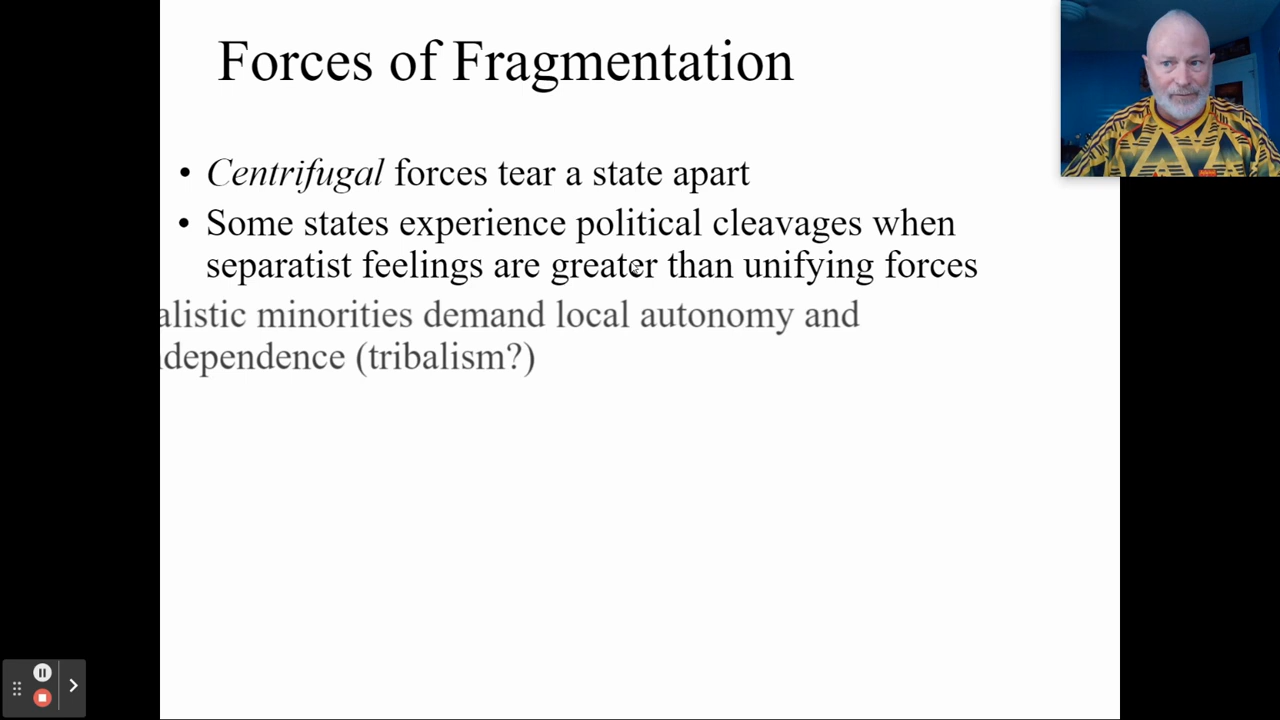 Forces of Fragmentation
• Centrifugal forces tear a state apart
• Some states experience political cleavages when
separatist feelings are greater than unifying forces
alistic minorities demand local autonomy and
dependence (tribalism?)